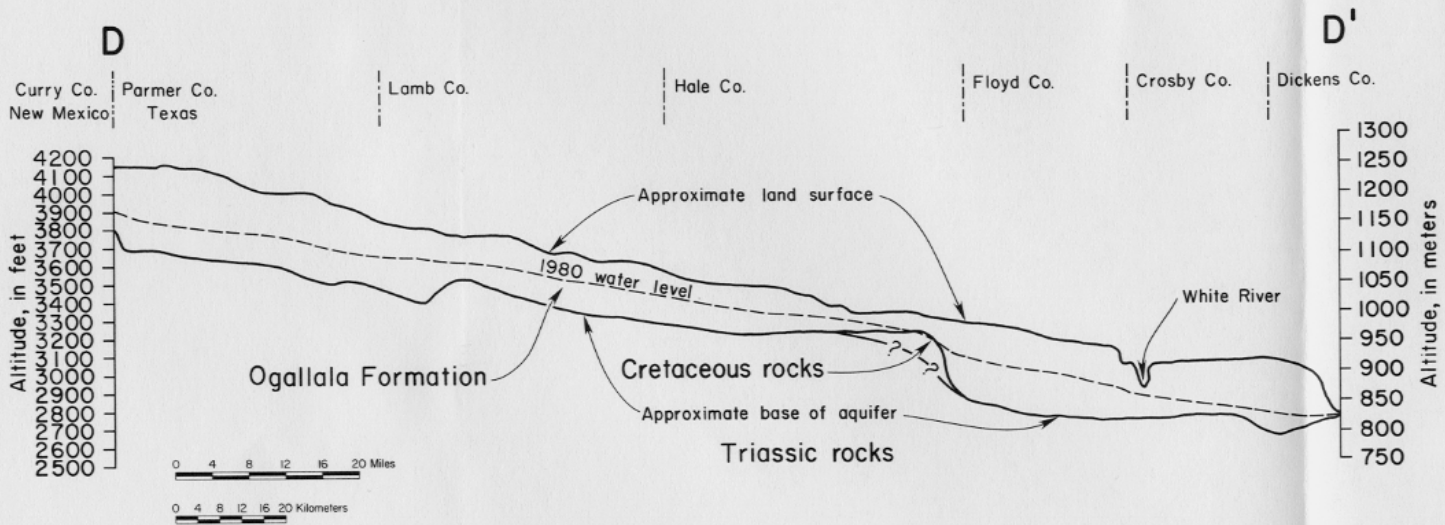 D
D'
Curry Co.
New Mexico
Parmer Co.
Texas
Lamb Co.
Hale Co.
Floyd Co.
Crosby Co.
Dickens Co.
Altitude, in feet
4200
4100
4000
3900
3800
3700
3600
3500
3400
3300
3200
3100
3000
2900
2800
2700
2600
2500
Approximate land surface
1980 water level
White River
Ogallala Formation
Cretaceous rocks
?
?
Approximate base of aquifer
Triassic rocks
1300
1250
1200
1150
1100
1050
1000
950
900
850
800
750
Altitude, in meters
0 4 8 12 16 20 Miles
0 4 8 12 16 20 Kilometers